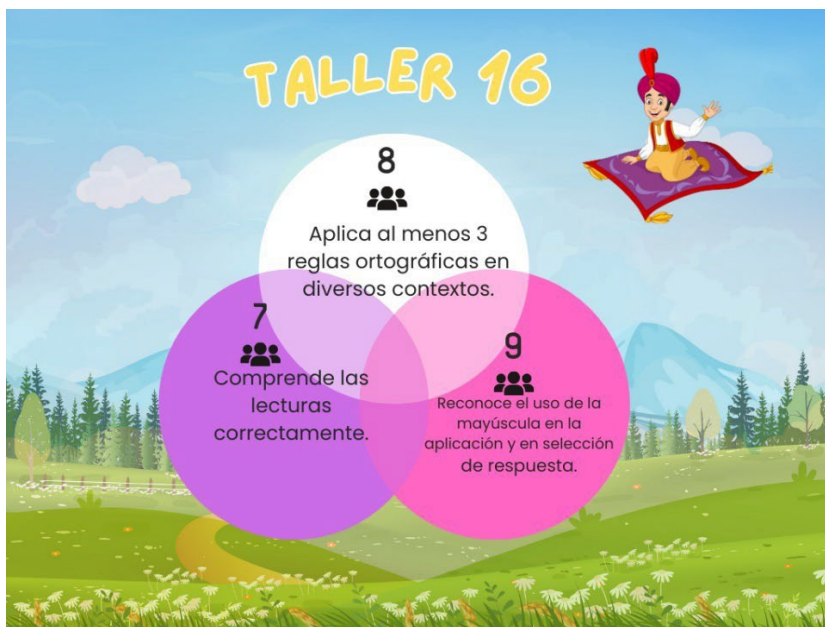 TALLER 16
8
Aplica al menos 3
reglas ortográficas en
diversos contextos.
7
Comprende las
lecturas
correctamente.
9
Reconoce el uso de la
mayúscula en la
aplicación y en selección
de respuesta.